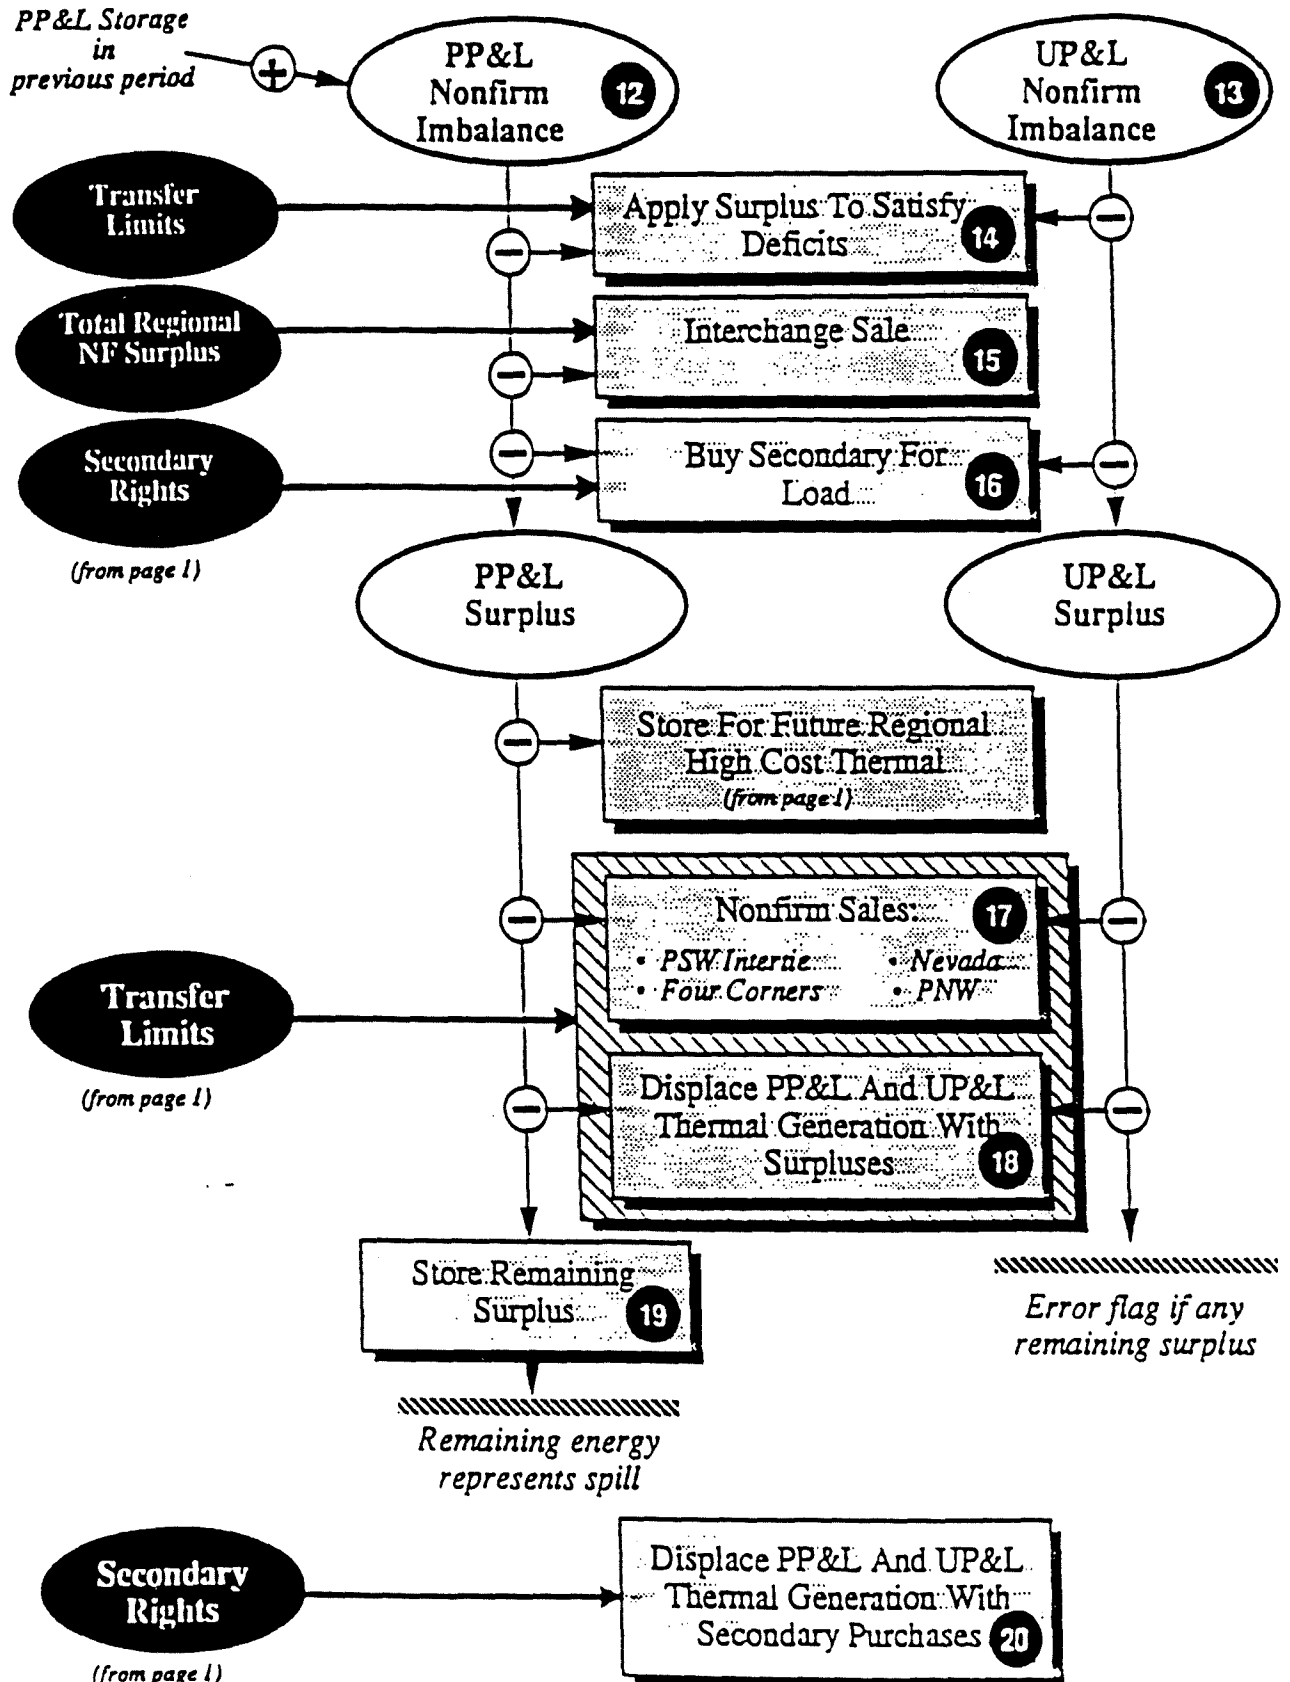 PP&L Storage
in
previous period
+
PP&L
Nonfirm
Imbalance
12
UP&L
Nonfirm
Imbalance
13
Transfer
Limits
Apply Surplus To Satisfy
Deficits
14
Total Regional
NF Surplus
Interchange Sale
15
Secondary
Rights
(from page 1)
Buy Secondary For
Load
16
PP&L
Surplus
UP&L
Surplus
Store For Future Regional
High Cost Thermal
(from page 1)
Nonfirm Sales:
17
• PSW Intertie
• Nevada
• Four Corners
• PNW
Transfer
Limits
(from page 1)
Displace PP&L And UP&L
Thermal Generation With
Surpluses
18
Store Remaining
Surplus
19
Error flag if any
remaining surplus
Remaining energy
represents spill
Secondary
Rights
(from page 1)
Displace PP&L And UP&L
Thermal Generation With
Secondary Purchases
20